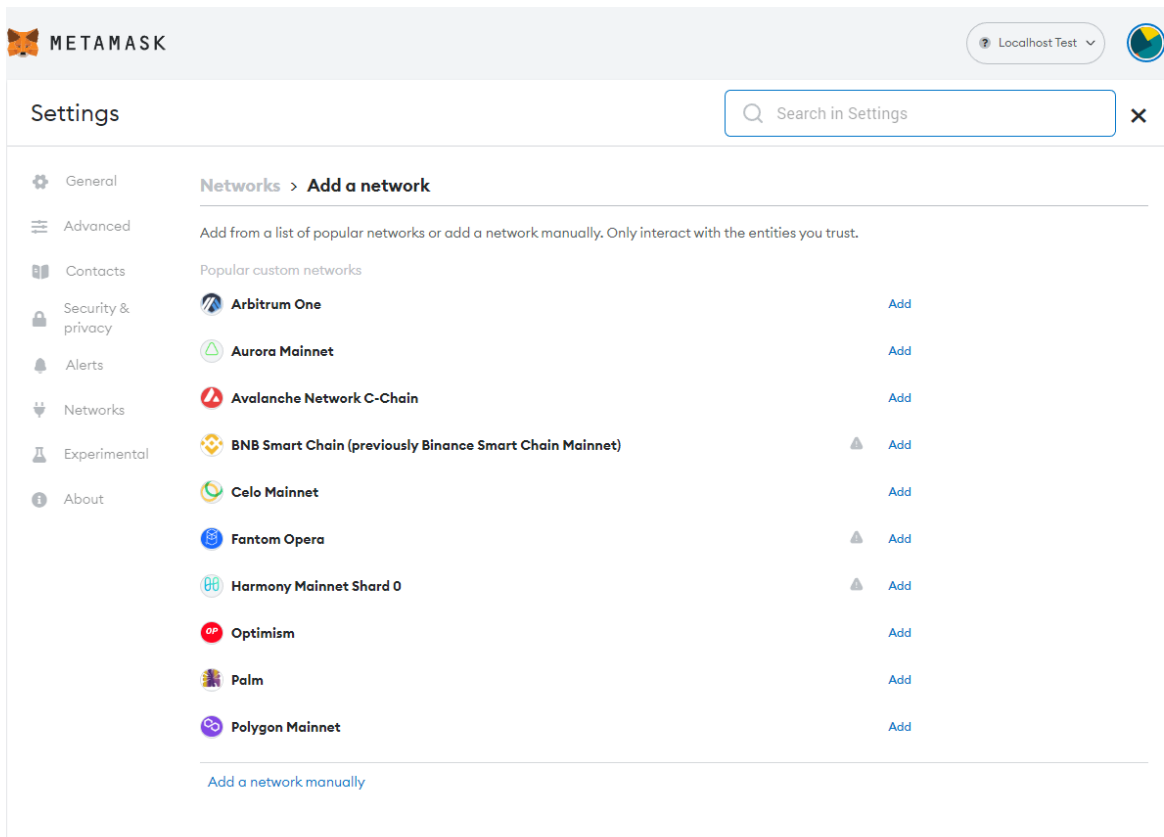 METAMASK
? Localhost Test
Settings
Search in Settings
General
Advanced
Contacts
Security &
privacy
Alerts
Networks
Experimental
About
Networks > Add a network
Add from a list of popular networks or add a network manually. Only interact with the entities you trust.
Popular custom networks
Arbitrum One Add
Aurora Mainnet Add
Avalanche Network C-Chain Add
BNB Smart Chain (previously Binance Smart Chain Mainnet) Add
Celo Mainnet Add
Fantom Opera Add
Harmony Mainnet Shard 0 Add
OP Optimism Add
Palm Add
Polygon Mainnet Add
Add a network manually